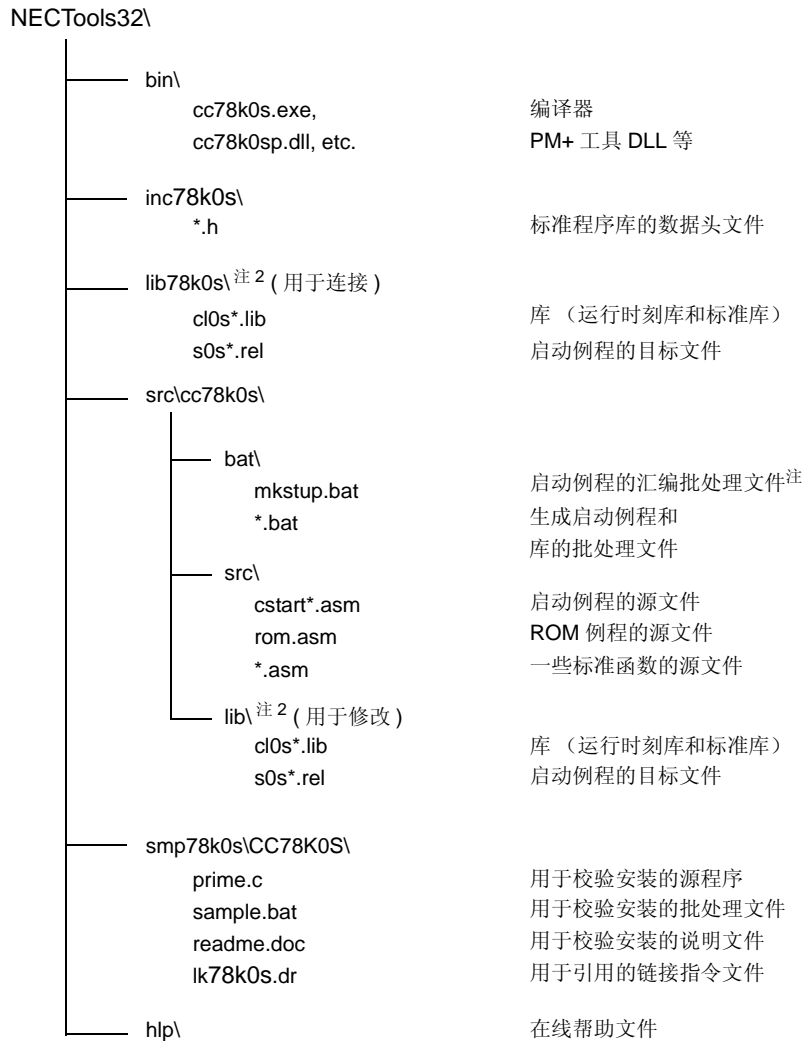 NECTools32\
bin\
cc78k0s.exe, 编译器
cc78k0sp.dll, etc. PM+ 工具 DLL 等
inc78k0s\
*.h 标准程序库的数据头文件
lib78k0s\ 注 2 ( 用于连接 )
cl0s*.lib 库 （运行时刻库和标准库）
s0s*.rel 启动例程的目标文件
src\cc78k0s\
bat\
mkstup.bat 启动例程的汇编批处理文件注
*.bat 生成启动例程和
库的批处理文件
src\
cstart*.asm 启动例程的源文件
rom.asm ROM 例程的源文件
*.asm 一些标准函数的源文件
lib\ 注 2 ( 用于修改 )
cl0s*.lib 库 （运行时刻库和标准库）
s0s*.rel 启动例程的目标文件
smp78k0s\CC78K0S\
prime.c 用于校验安装的源程序
sample.bat 用于校验安装的批处理文件
readme.doc 用于校验安装的说明文件
lk78k0s.dr 用于引用的链接指令文件
hlp\ 在线帮助文件